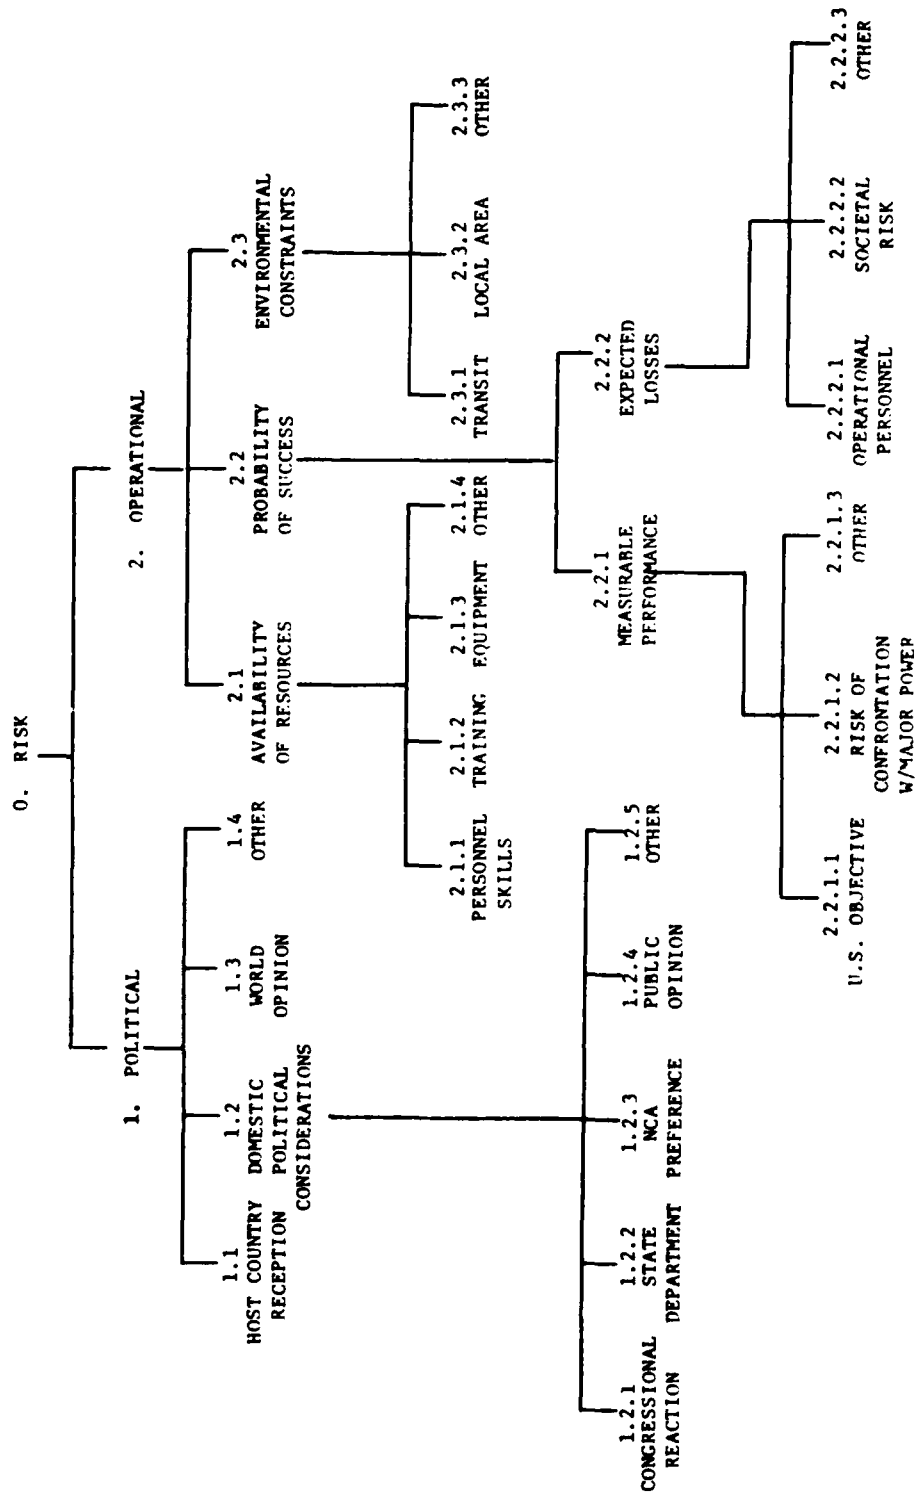 0. RISK
1. POLITICAL
2. OPERATIONAL
1.1
HOST COUNTRY
RECEPTION
1.2
DOMESTIC
POLITICAL
CONSIDERATIONS
1.3
WORLD
OPINION
1.4
OTHER
2.1
AVAILABILITY
OF RESOURCES
2.2
PROBABILITY
OF SUCCESS
2.3
ENVIRONMENTAL
CONSTRAINTS
2.1.1
PERSONNEL
SKILLS
2.1.2
TRAINING
2.1.3
EQUIPMENT
2.1.4
OTHER
2.3.1
TRANSIT
2.3.2
LOCAL AREA
2.3.3
OTHER
1.2.1
CONGRESSIONAL
REACTION
1.2.2
STATE
DEPARTMENT
1.2.3
NCA
PREFERENCE
1.2.4
PUBLIC
OPINION
1.2.5
OTHER
2.2.1
MEASURABLE
PERFORMANCE
2.2.2
EXPECTED
LOSSES
2.2.1.1
U.S. OBJECTIVE
2.2.1.2
RISK OF
CONFRONTATION
W/MAJOR POWER
2.2.1.3
OTHER
2.2.2.1
OPERATIONAL
PERSONNEL
2.2.2.2
SOCIETAL
RISK
2.2.2.3
OTHER